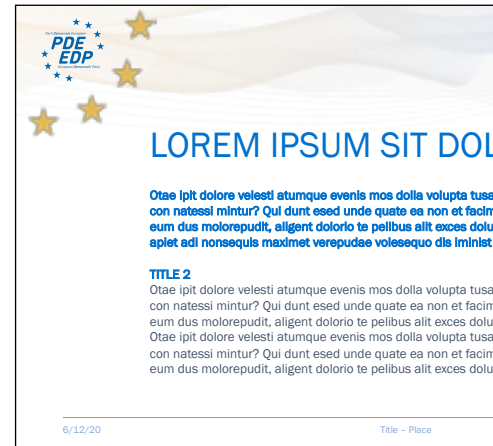 Parti Démocrate Européen
PDE
EDP
European Democratic Party
LOREM IPSUM SIT DOL
Otae ipit dolore velesti atumque evenis mos dolla volupta tusa
con natessi mintur? Qui dunt esed unde quate ea non et facim
eum dus molorepudit, aligent dolorio te pelibus alit exces dolu
apiet adi nonsequis maximet verepudae volesequo dis iminist
TITLE 2
Otae ipit dolore velesti atumque evenis mos dolla volupta tusa
con natessi mintur? Qui dunt esed unde quate ea non et facim
eum dus molorepudit, aligent dolorio te pelibus alit exces dolu
Otae ipit dolore velesti atumque evenis mos dolla volupta tusa
con natessi mintur? Qui dunt esed unde quate ea non et facim
eum dus molorepudit, aligent dolorio te pelibus alit exces dolu
6/12/20
Title – Place